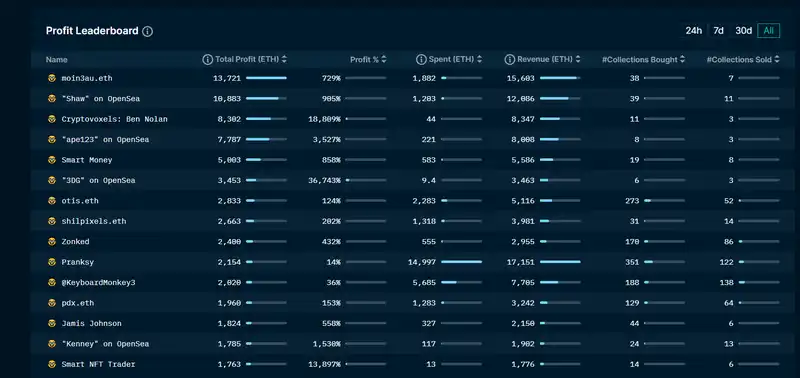 Profit Leaderboard
24h 7d 30d All
Name Total Profit (ETH) Profit % Spent (ETH) Revenue (ETH) #Collections Bought #Collections Sold
moin3au.eth 13,721 729% 1,882 15,603 38 7
"Shaw" on OpenSea 10,883 905% 1,203 12,086 39 11
Cryptovoxels: Ben Nolan 8,302 18,809% 44 8,347 11 3
"ape123" on OpenSea 7,787 3,527% 221 8,008 8 3
Smart Money 5,003 858% 583 5,586 19 8
"3DG" on OpenSea 3,453 36,743% 9.4 3,463 6 3
otis.eth 2,833 124% 2,283 5,116 273 52
shilpixels.eth 2,663 202% 1,318 3,981 31 14
Zonked 2,400 432% 555 2,955 170 86
Pranksy 2,154 14% 14,997 17,151 351 122
@KeyboardMonkey3 2,020 36% 5,685 7,705 188 138
pdx.eth 1,960 153% 1,283 3,242 129 64
Jamis Johnson 1,824 558% 327 2,150 44 6
"Kenney" on OpenSea 1,785 1,530% 117 1,902 24 13
Smart NFT Trader 1,763 13,897% 13 1,776 14 6